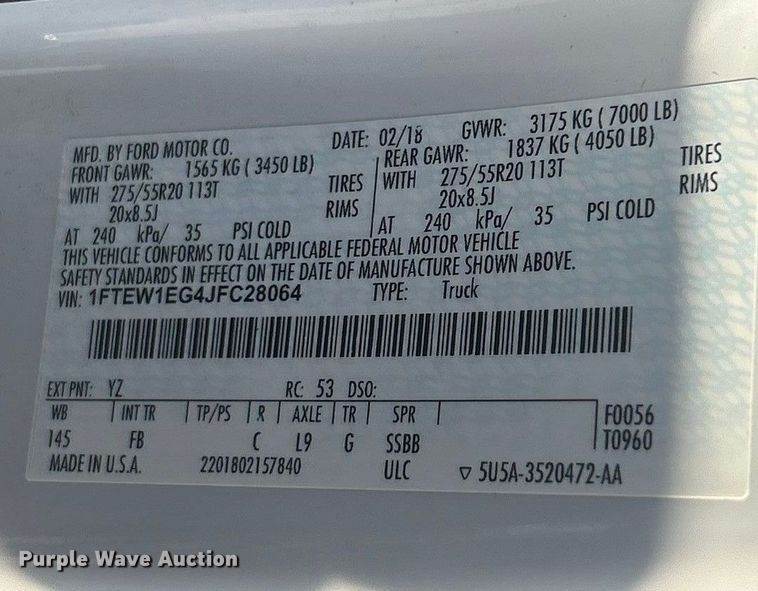 MFD. BY FORD MOTOR CO. DATE: 02/18 GVWR: 3175 KG ( 7000 LB)
FRONT GAWR: 1565 KG ( 3450 LB) REAR GAWR: 1837 KG ( 4050 LB)
WITH 275/55R20 113T TIRES WITH 275/55R20 113T TIRES
20x8.5J RIMS 20x8.5J RIMS
AT 240 kPa/ 35 PSI COLD AT 240 kPa/ 35 PSI COLD
THIS VEHICLE CONFORMS TO ALL APPLICABLE FEDERAL MOTOR VEHICLE
SAFETY STANDARDS IN EFFECT ON THE DATE OF MANUFACTURE SHOWN ABOVE.
VIN: 1FTEW1EG4JFC28064 TYPE: Truck
EXT PNT: YZ RC: 53 DSO:
WB INT TR TP/PS R AXLE TR SPR F0056
145 FB C L9 G SSBB T0960
MADE IN U.S.A. 2201802157840 ULC ▽ 5U5A-3520472-AA
Purple Wave Auction